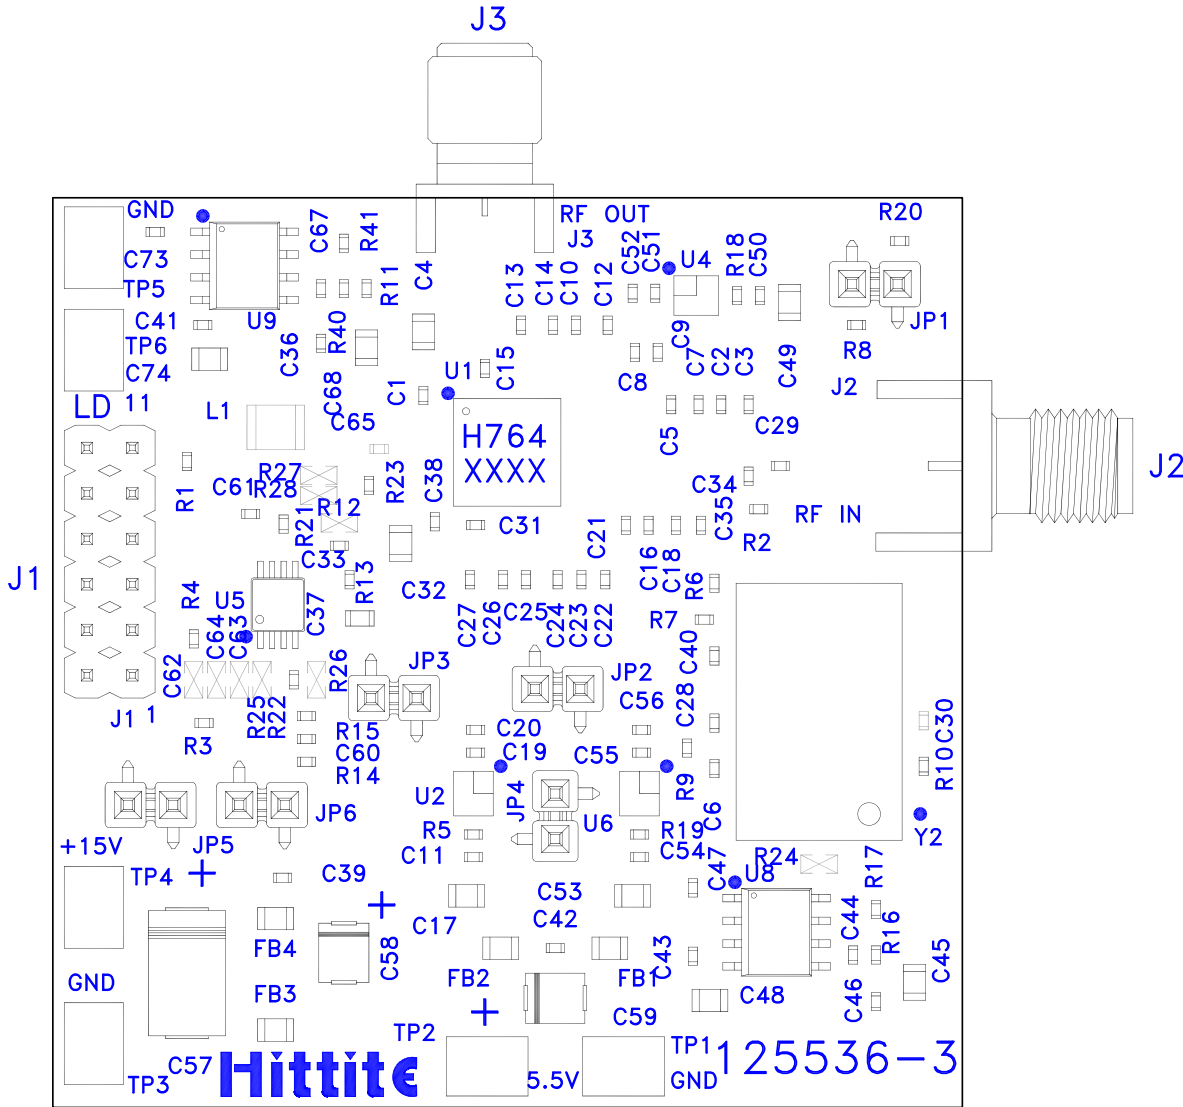 J3
GND
C67
R41
RF OUT
J3
R20
C73
TP5
R11
C4
C13
C14
C10
C12
C52
C51
U4
R18
C50
C41
U9
TP6
C74
C36
R40
C68
C65
U1
C15
C1
C9
C8
C7
C2
C3
C49
JP1
R8
J2
LD 11
L1
H764
XXXX
C5
C29
R1
R27
C61
R28
R12
R21
R23
C38
C31
C21
C34
C35
RF IN
R2
J2
J1
C33
R4
U5
C64
C63
C37
R13
C32
C27
C26
C25
C24
C23
C22
C16
C18
R6
R7
C40
C62
R25
R22
R26
JP3
JP2
C56
C28
J1 1
R3
R15
C60
R14
C20
C19
C55
C30
R10
JP5
JP6
U2
JP4
U6
R9
C6
Y2
+15V
R5
C11
R19
C54
C47
R24
R17
TP4
+
C39
+
C17
C53
C42
U8
C44
R16
FB4
C58
C43
C45
GND
FB3
FB2
FB1
C48
C46
+
C59
TP2
TP1
125536-3
C57
Hittite
TP3
5.5V
GND